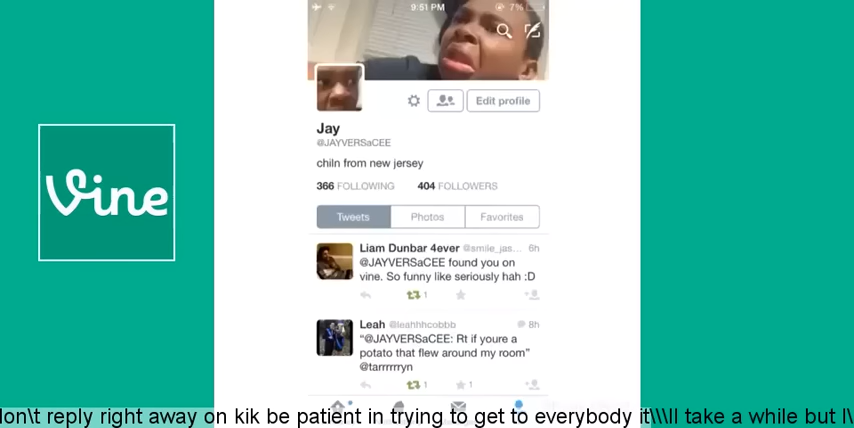 9:51 PM
7%
Vine
Edit profile
Jay
@JAYVERSaCEE
chiln from new jersey
366 FOLLOWING 404 FOLLOWERS
Tweets Photos Favorites
Liam Dunbar 4ever @smile_jas... 6h
@JAYVERSaCEE found you on
vine. So funny like seriously hah :D
1
Leah @leahhhcobbb 8h
“@JAYVERSaCEE: Rt if youre a
potato that flew around my room”
@tarrrrrryn
1 1
lon\t reply right away on kik be patient in trying to get to everybody it\\\ll take a while but I\